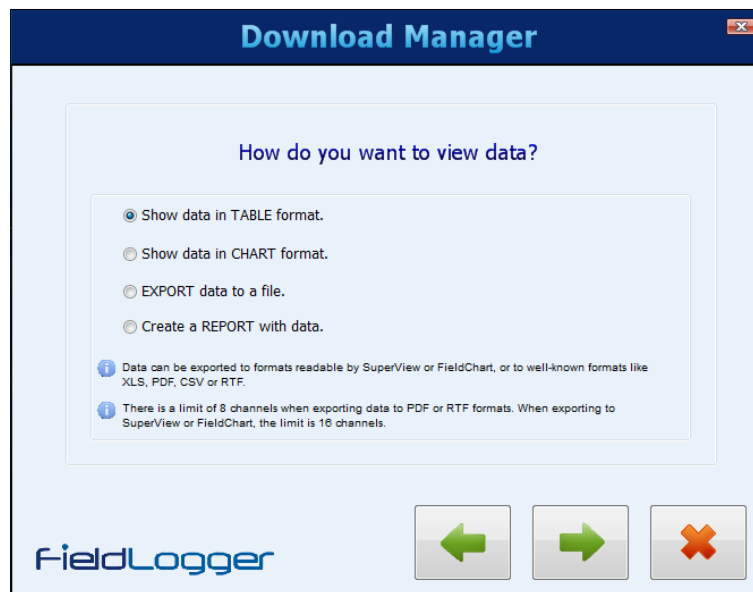 Download Manager
How do you want to view data?
Show data in TABLE format.
Show data in CHART format.
EXPORT data to a file.
Create a REPORT with data.
Data can be exported to formats readable by SuperView or FieldChart, or to well-known formats like
XLS, PDF, CSV or RTF.
There is a limit of 8 channels when exporting data to PDF or RTF formats. When exporting to
SuperView or FieldChart, the limit is 16 channels.
FieldLogger